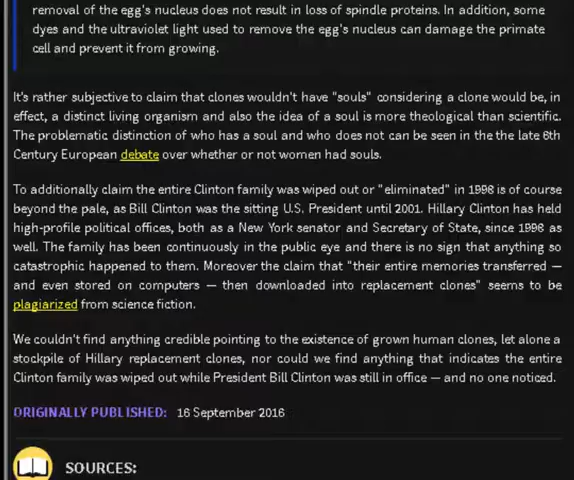 removal of the egg's nucleus does not result in loss of spindle proteins. In addition, some
dyes and the ultraviolet light used to remove the egg's nucleus can damage the primate
cell and prevent it from growing.
It's rather subjective to claim that clones wouldn't have "souls" considering a clone would be, in
effect, a distinct living organism and also the idea of a soul is more theological than scientific.
The problematic distinction of who has a soul and who does not can be seen in the the late 6th
Century European debate over whether or not women had souls.
To additionally claim the entire Clinton family was wiped out or "eliminated" in 1998 is of course
beyond the pale, as Bill Clinton was the sitting U.S. President until 2001. Hillary Clinton has held
high-profile political offices, both as a New York senator and Secretary of State, since 1998 as
well. The family has been continuously in the public eye and there is no sign that anything so
catastrophic happened to them. Moreover the claim that "their entire memories transferred —
and even stored on computers — then downloaded into replacement clones" seems to be
plagiarized from science fiction.
We couldn't find anything credible pointing to the existence of grown human clones, let alone a
stockpile of Hillary replacement clones, nor could we find anything that indicates the entire
Clinton family was wiped out while President Bill Clinton was still in office — and no one noticed.
ORIGINALLY PUBLISHED: 16 September 2016
SOURCES: